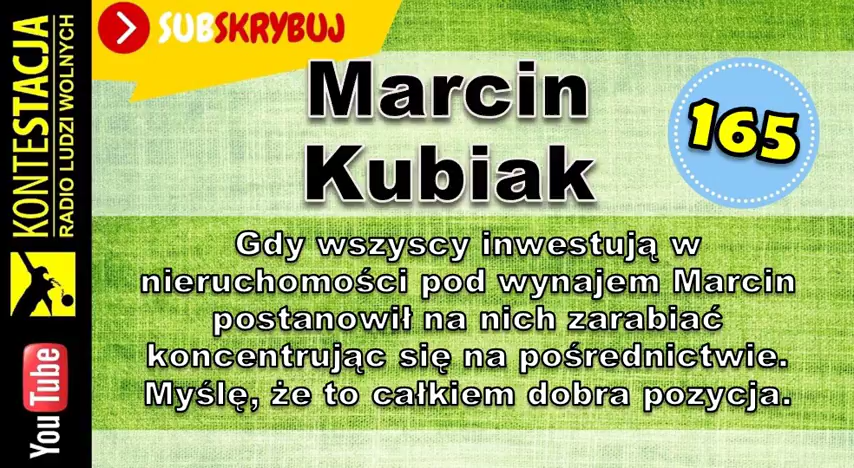 KONTESTACJA
RADIO LUDZI WOLNYCH
YouTube
SUBSKRYBUJ
Marcin
Kubiak
165
Gdy wszyscy inwestują w
nieruchomości pod wynajem Marcin
postanowił na nich zarabiać
koncentrując się na pośrednictwie.
Myślę, że to całkiem dobra pozycja.